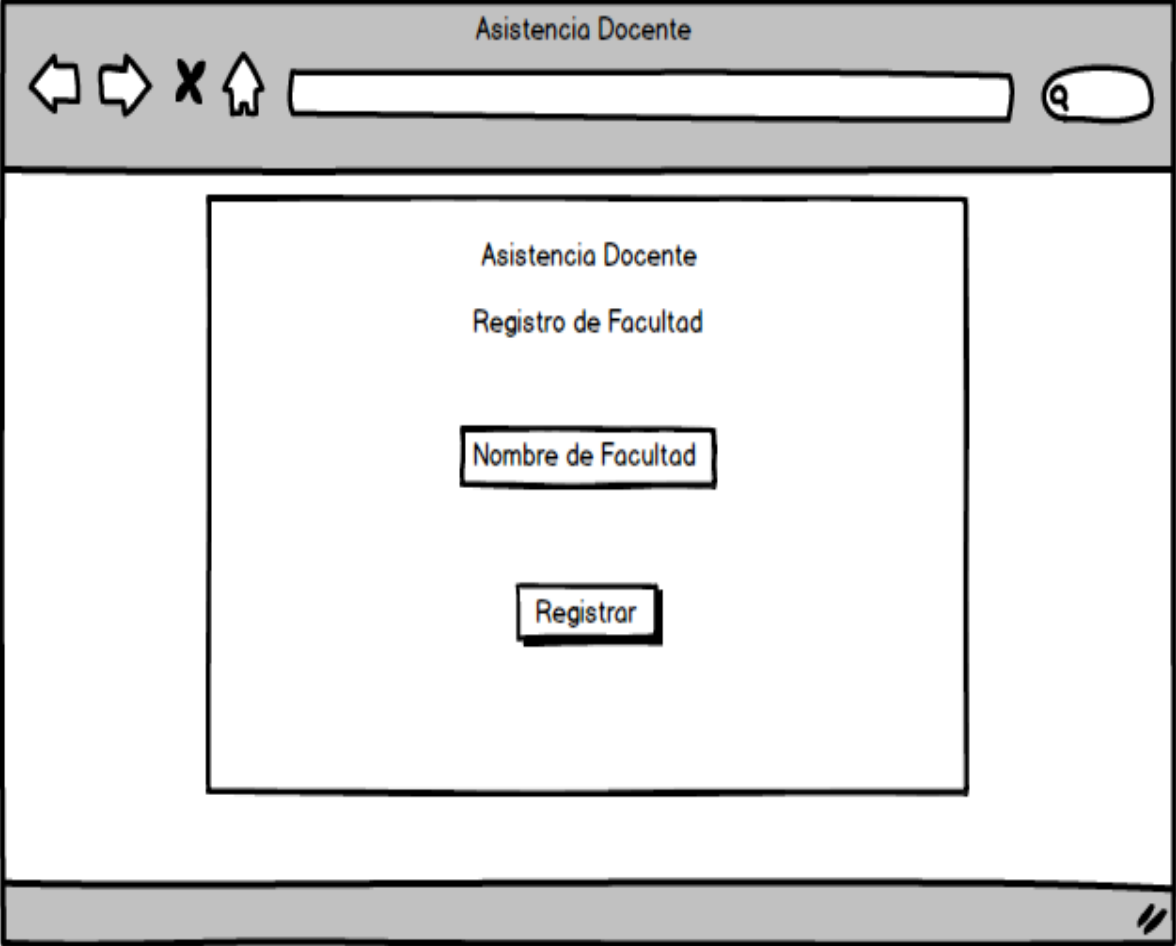 Asistencia Docente
Asistencia Docente
Registro de Facultad
Nombre de Facultad
Registrar